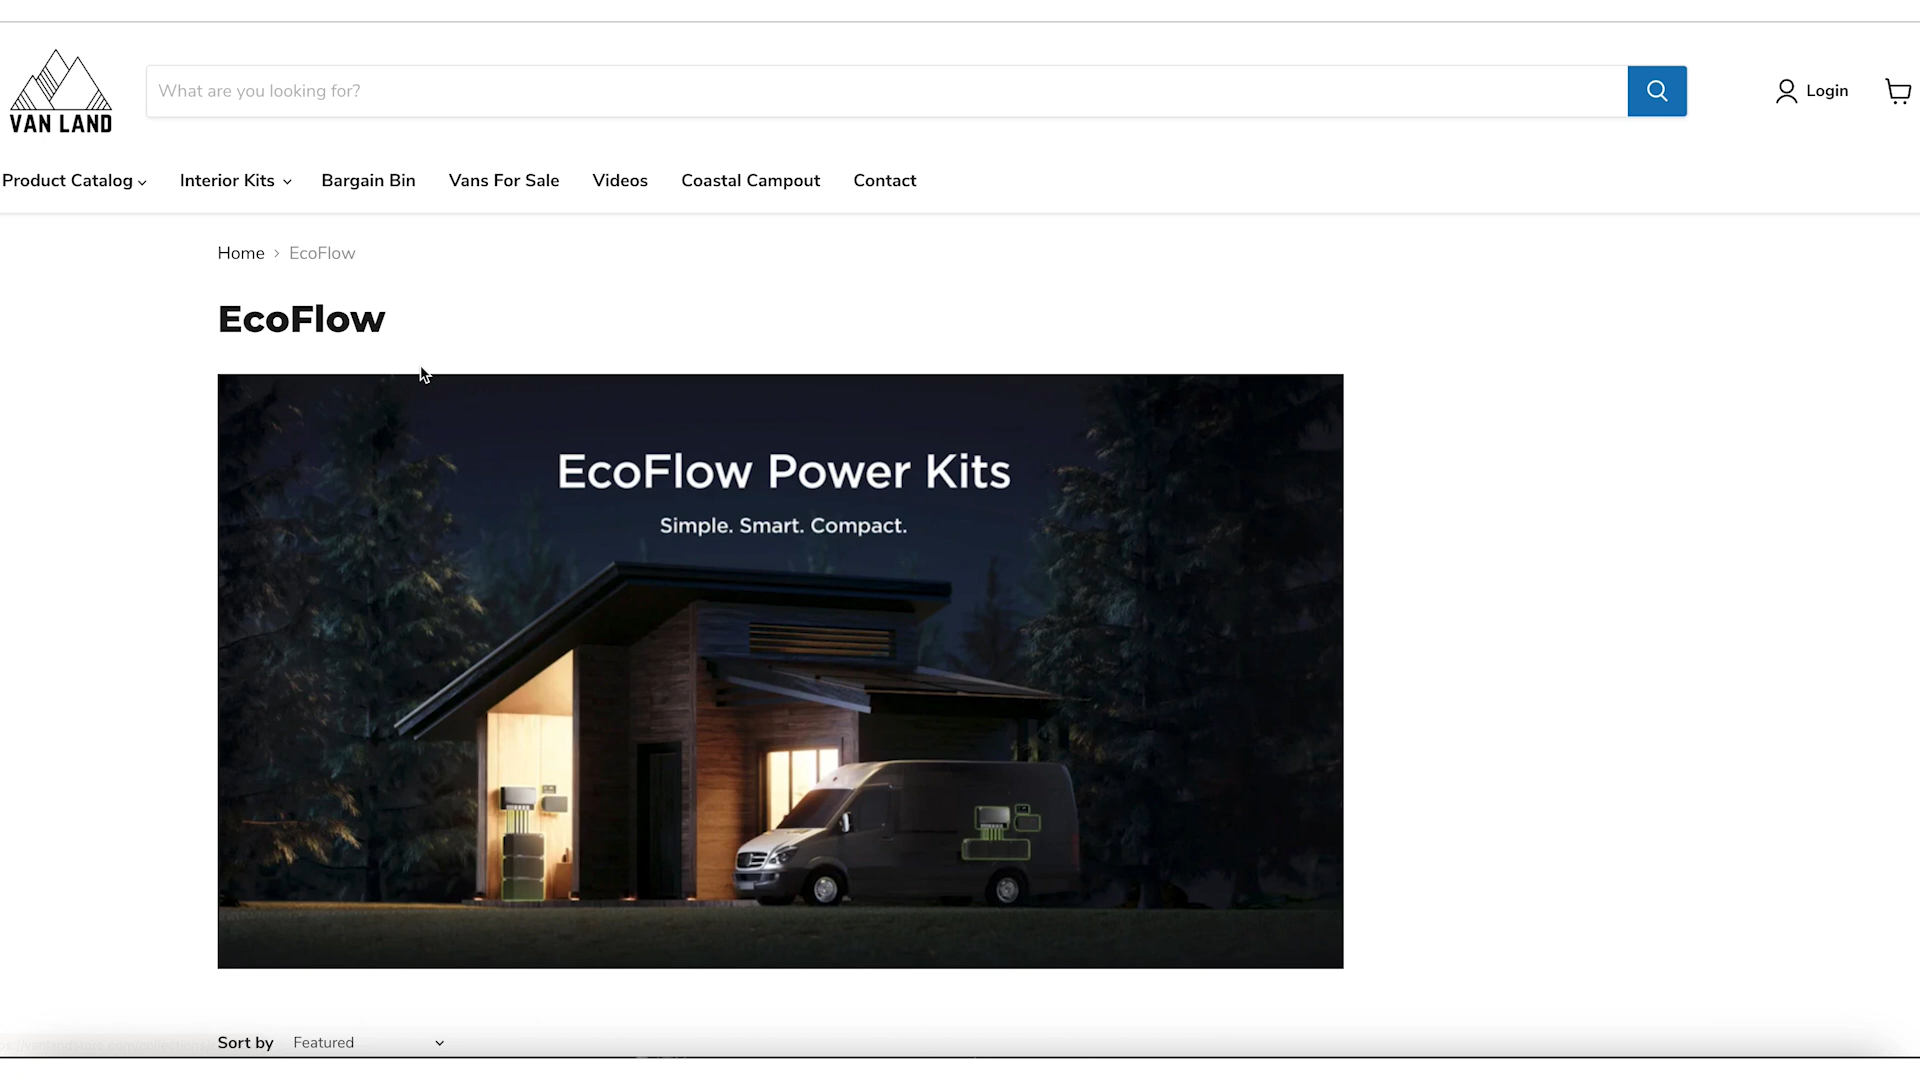 VAN LAND
What are you looking for?
Login
Product Catalog
Interior Kits
Bargain Bin
Vans For Sale
Videos
Coastal Campout
Contact
Home > EcoFlow
EcoFlow
EcoFlow Power Kits
Simple. Smart. Compact.
Sort by Featured